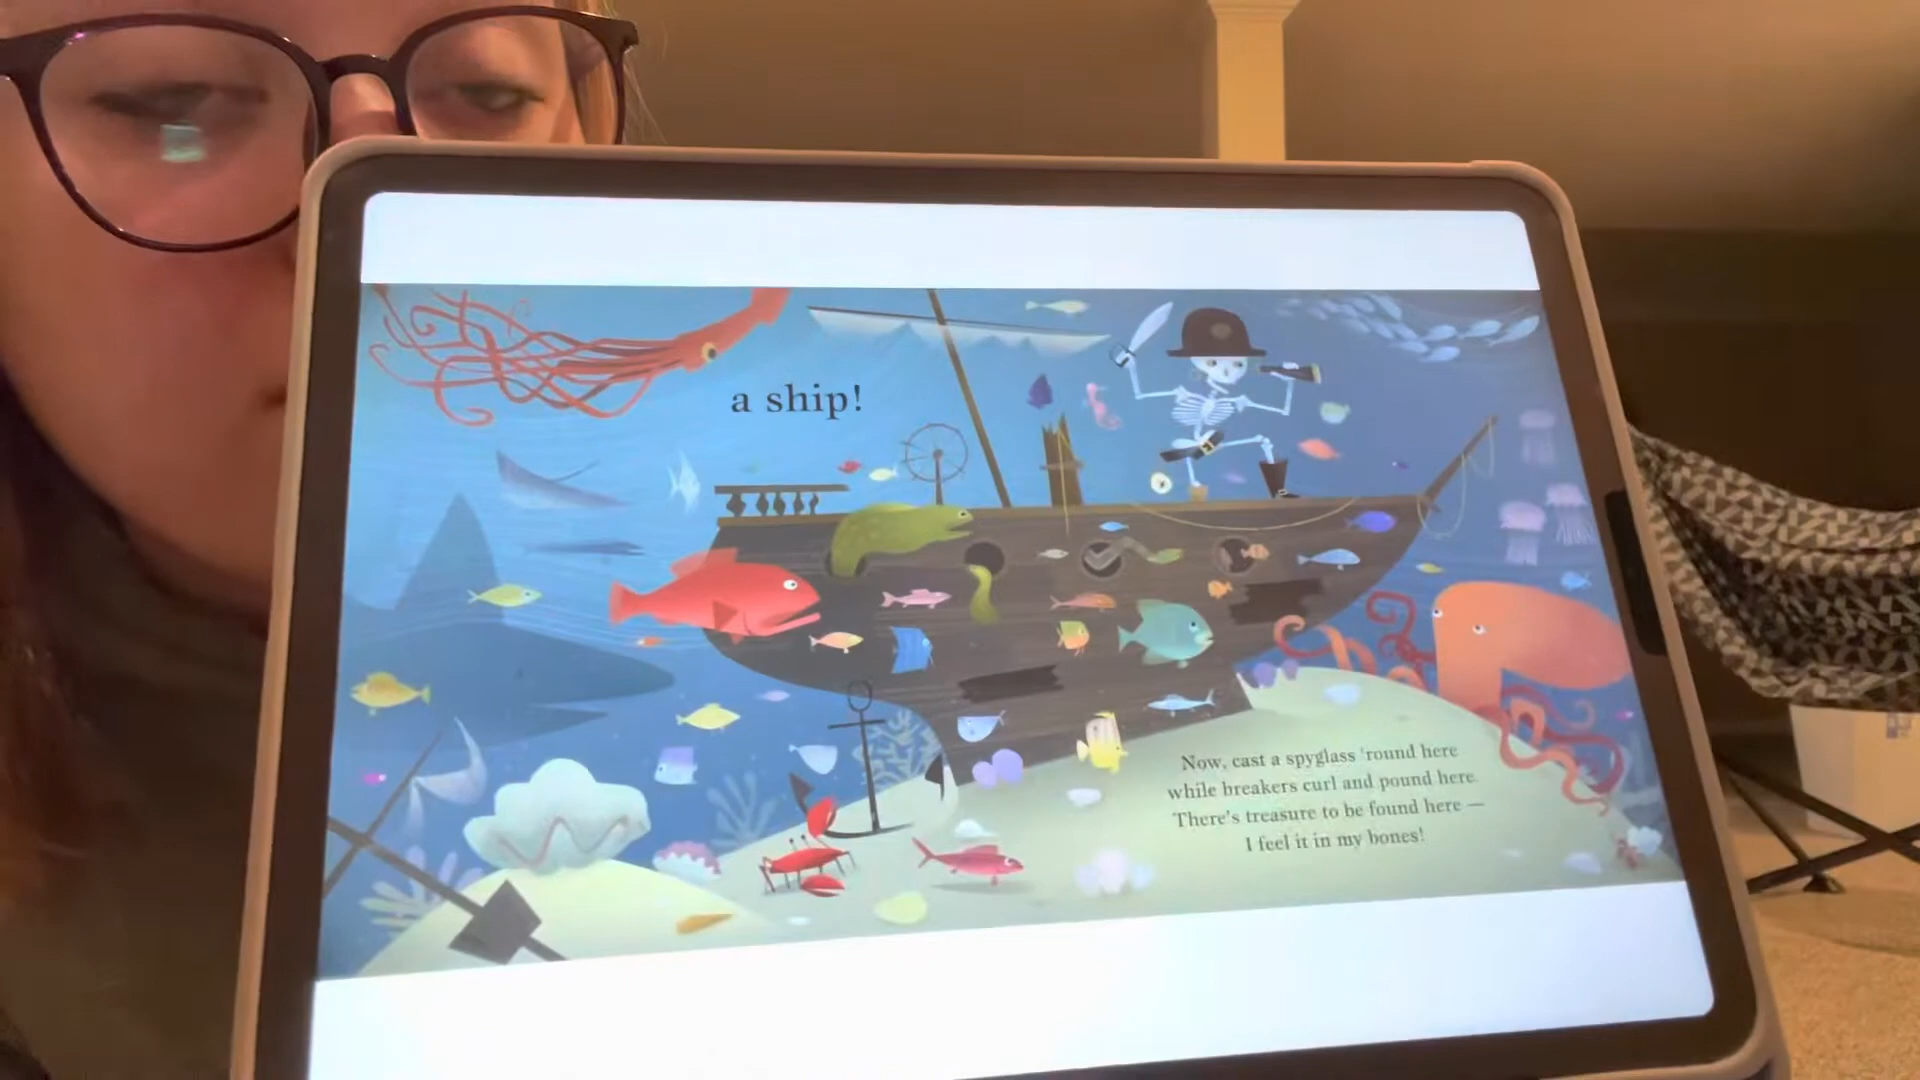 a ship!
Now, cast a spyglass 'round here
while breakers curl and pound here.
There's treasure to be found here —
I feel it in my bones!